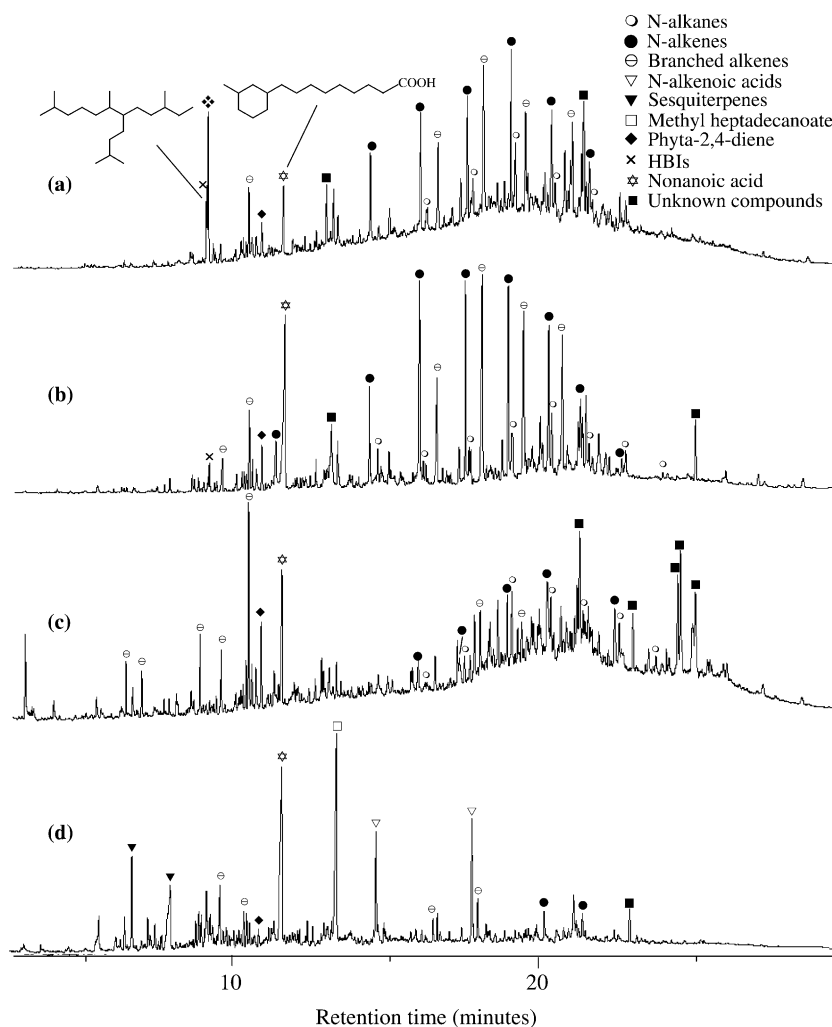 N-alkanes
N-alkenes
Branched alkenes
N-alkenoic acids
Sesquiterpenes
Methyl heptadecanoate
Phyta-2,4-diene
HBIs
Nonanoic acid
Unknown compounds
COOH
(a)
(b)
(c)
(d)
10
20
Retention time (minutes)